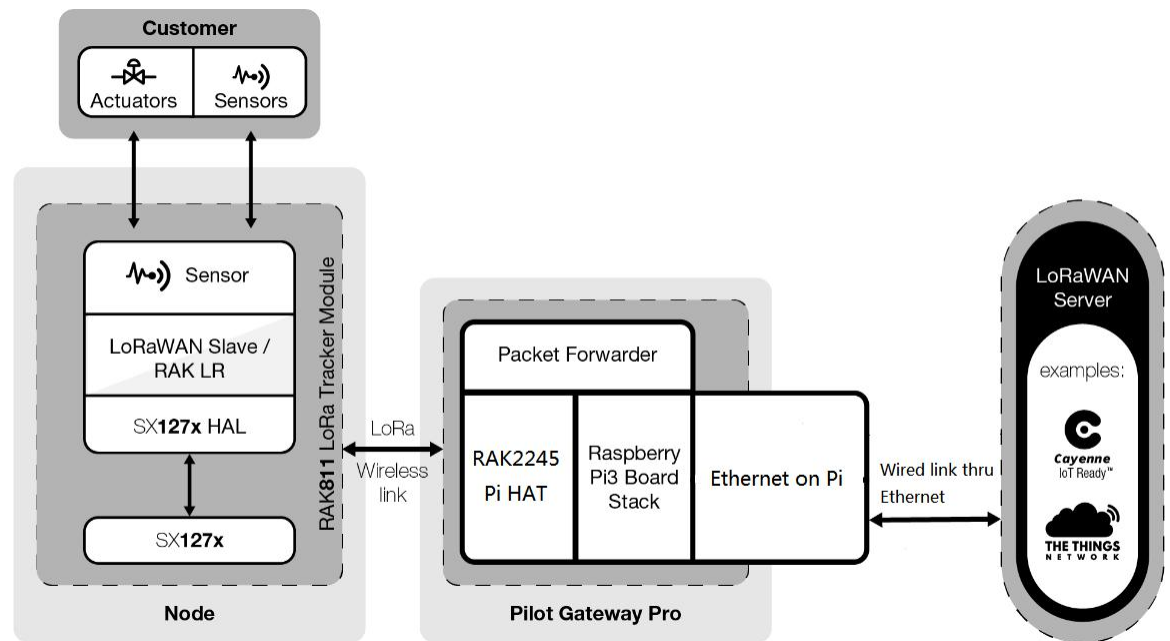 Customer
Actuators
Sensors
Sensor
LoRaWAN Slave /
RAK LR
SX127x HAL
SX127x
RAK811 LoRa Tracker Module
Node
LoRa
Wireless
link
Packet Forwarder
RAK2245
Pi HAT
Raspberry
Pi3 Board
Stack
Ethernet on Pi
Pilot Gateway Pro
Wired link thru
Ethernet
LoRaWAN
Server
examples:
Cayenne
IoT Ready™
THE THINGS
NETWORK